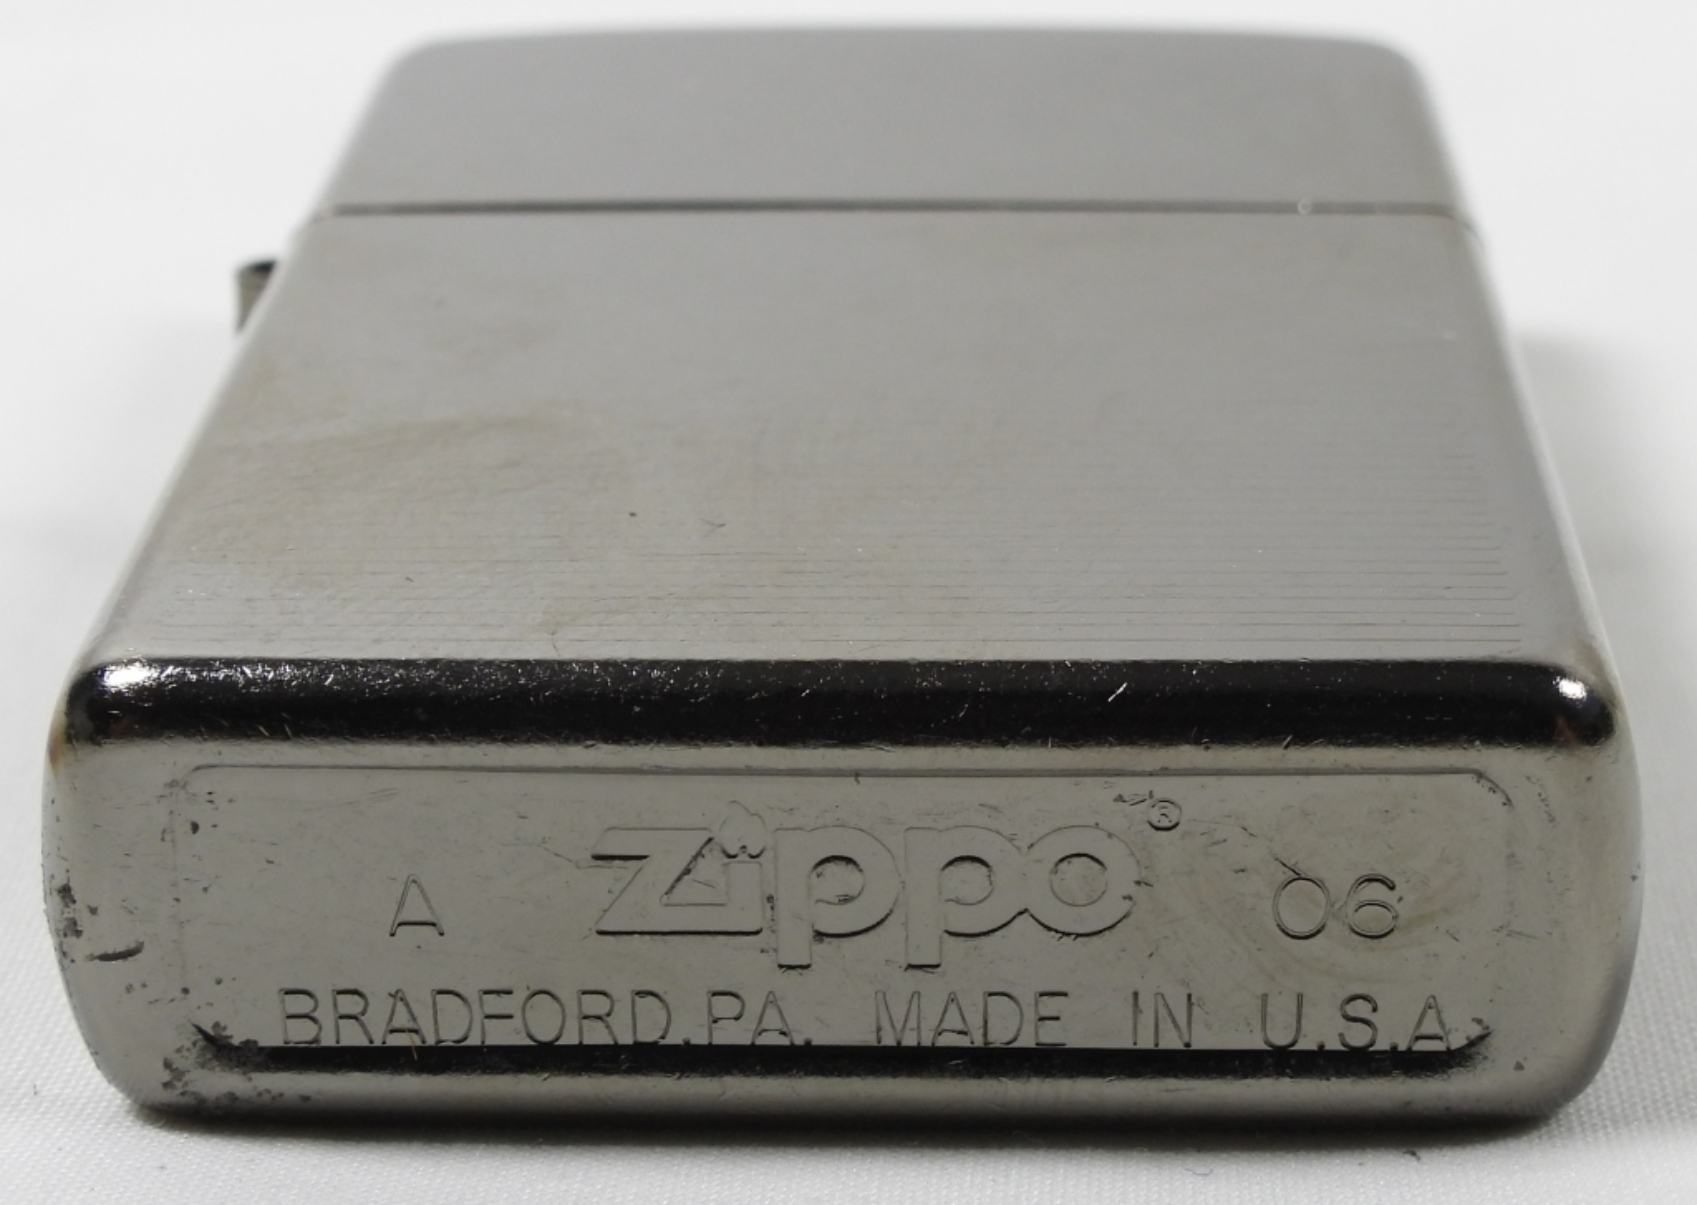 A Zippo® 06
BRADFORD.PA. MADE IN U.S.A.